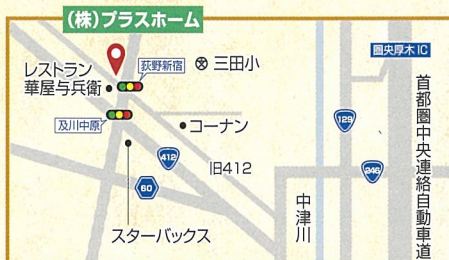 (株)プラスホーム
レストラン
華屋与兵衛
荻野新宿
三田小
圏央厚木IC
及川中原
コーナン
129
412
旧412
246
60
中津川
首都圏中央連絡自動車道
スターバックス